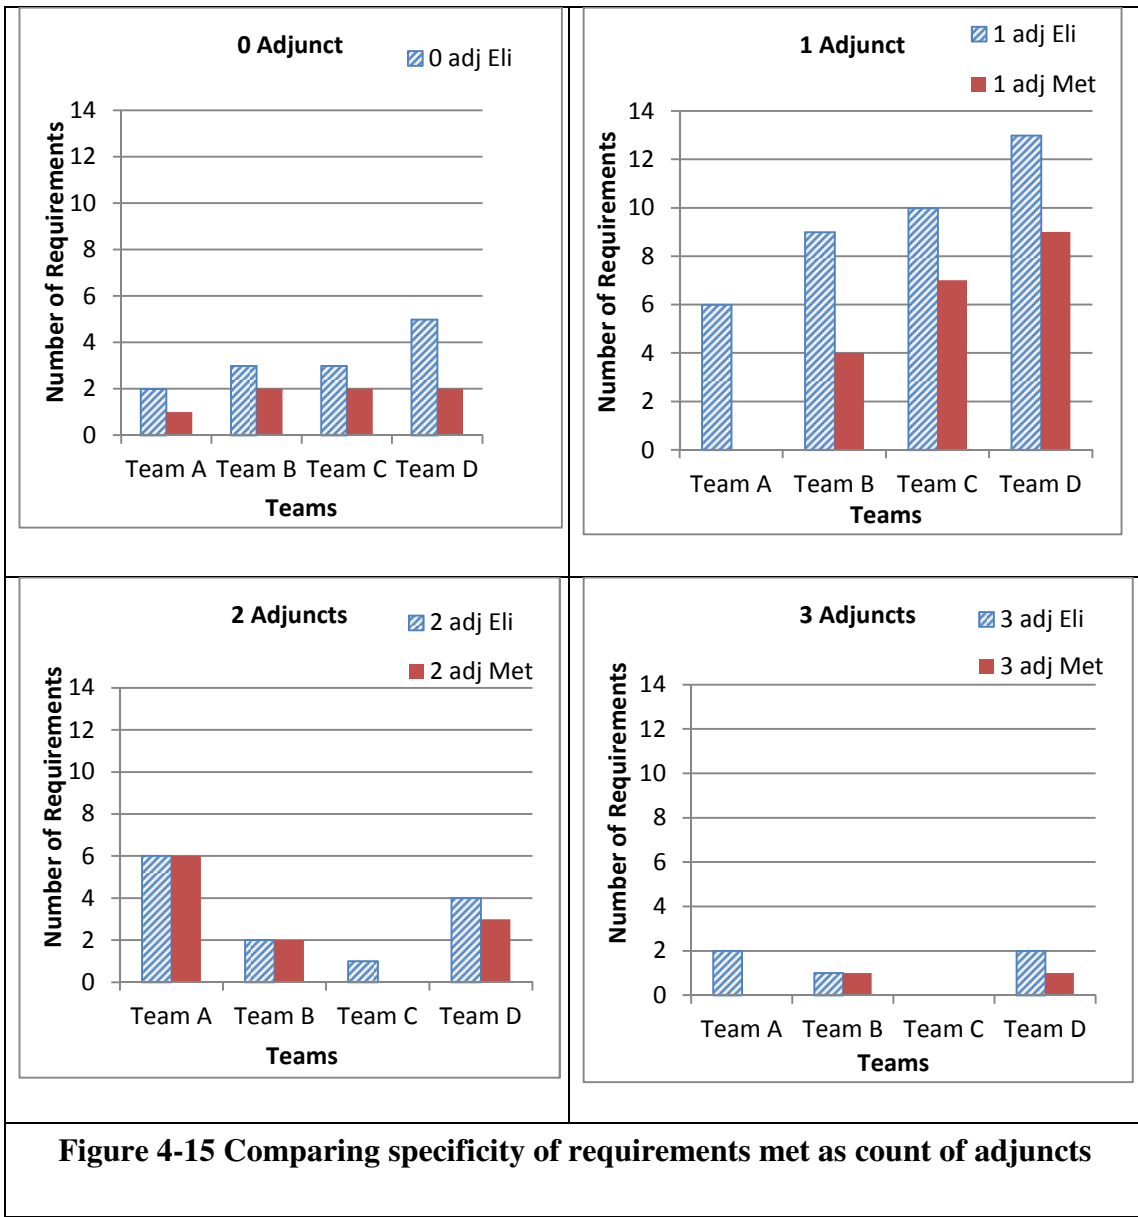 0 Adjunct
0 adj Eli
Number of Requirements
14
12
10
8
6
4
2
0
Team A Team B Team C Team D
Teams
1 Adjunct
1 adj Eli
1 adj Met
Number of Requirements
14
12
10
8
6
4
2
0
Team A Team B Team C Team D
Teams
2 Adjuncts
2 adj Eli
2 adj Met
Number of Requirements
14
12
10
8
6
4
2
0
Team A Team B Team C Team D
Teams
3 Adjuncts
3 adj Eli
3 adj Met
Number of Requirements
14
12
10
8
6
4
2
0
Team A Team B Team C Team D
Teams
Figure 4-15 Comparing specificity of requirements met as count of adjuncts